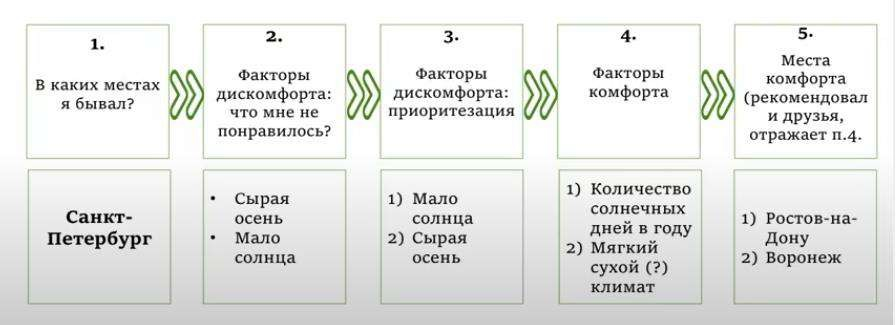 1.
В каких местах
я бывал?
2.
Факторы
дискомфорта:
что мне не
понравилось?
3.
Факторы
дискомфорта:
приоритезация
4.
Факторы
комфорта
5.
Места
комфорта
(рекомендовал
и друзья,
отражает п.4.
Санкт-
Петербург
• Сырая
осень
• Мало
солнца
1) Мало
солнца
2) Сырая
осень
1) Количество
солнечных
дней в году
2) Мягкий
сухой (?)
климат
1) Ростов-на-
Дону
2) Воронеж